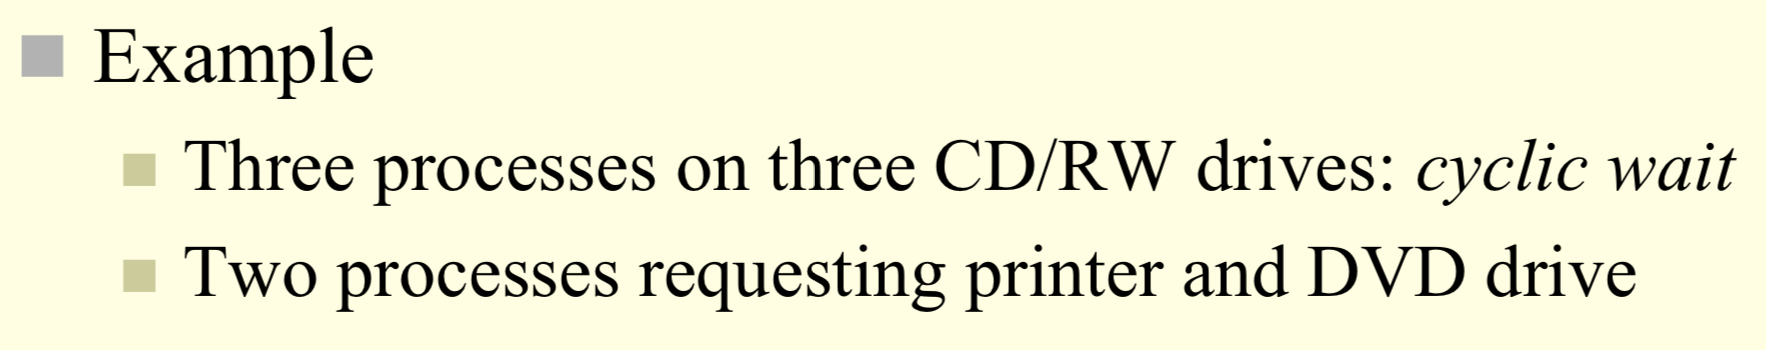 Example
Three processes on three CD/RW drives: cyclic wait
Two processes requesting printer and DVD drive